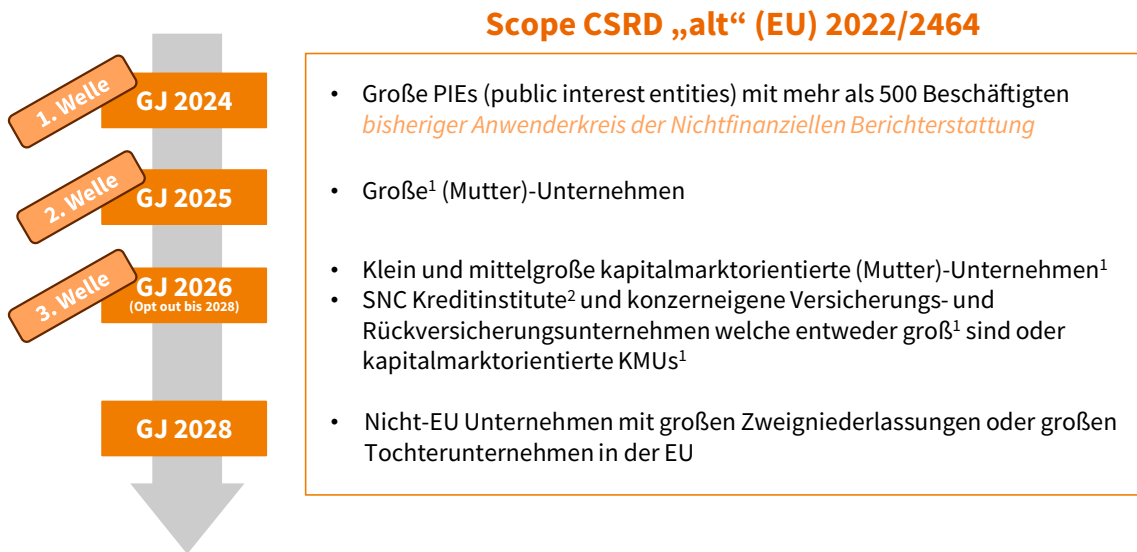 Scope CSRD „alt“ (EU) 2022/2464
1. Welle
GJ 2024
• Große PIEs (public interest entities) mit mehr als 500 Beschäftigten
bisheriger Anwenderkreis der Nichtfinanziellen Berichterstattung
2. Welle
GJ 2025
• Große¹ (Mutter)-Unternehmen
3. Welle
GJ 2026
(Opt out bis 2028)
• Klein und mittelgroße kapitalmarktorientierte (Mutter)-Unternehmen¹
• SNC Kreditinstitute² und konzerneigene Versicherungs- und
Rückversicherungsunternehmen welche entweder groß¹ sind oder
kapitalmarktorientierte KMUs¹
GJ 2028
• Nicht-EU Unternehmen mit großen Zweigniederlassungen oder großen
Tochterunternehmen in der EU